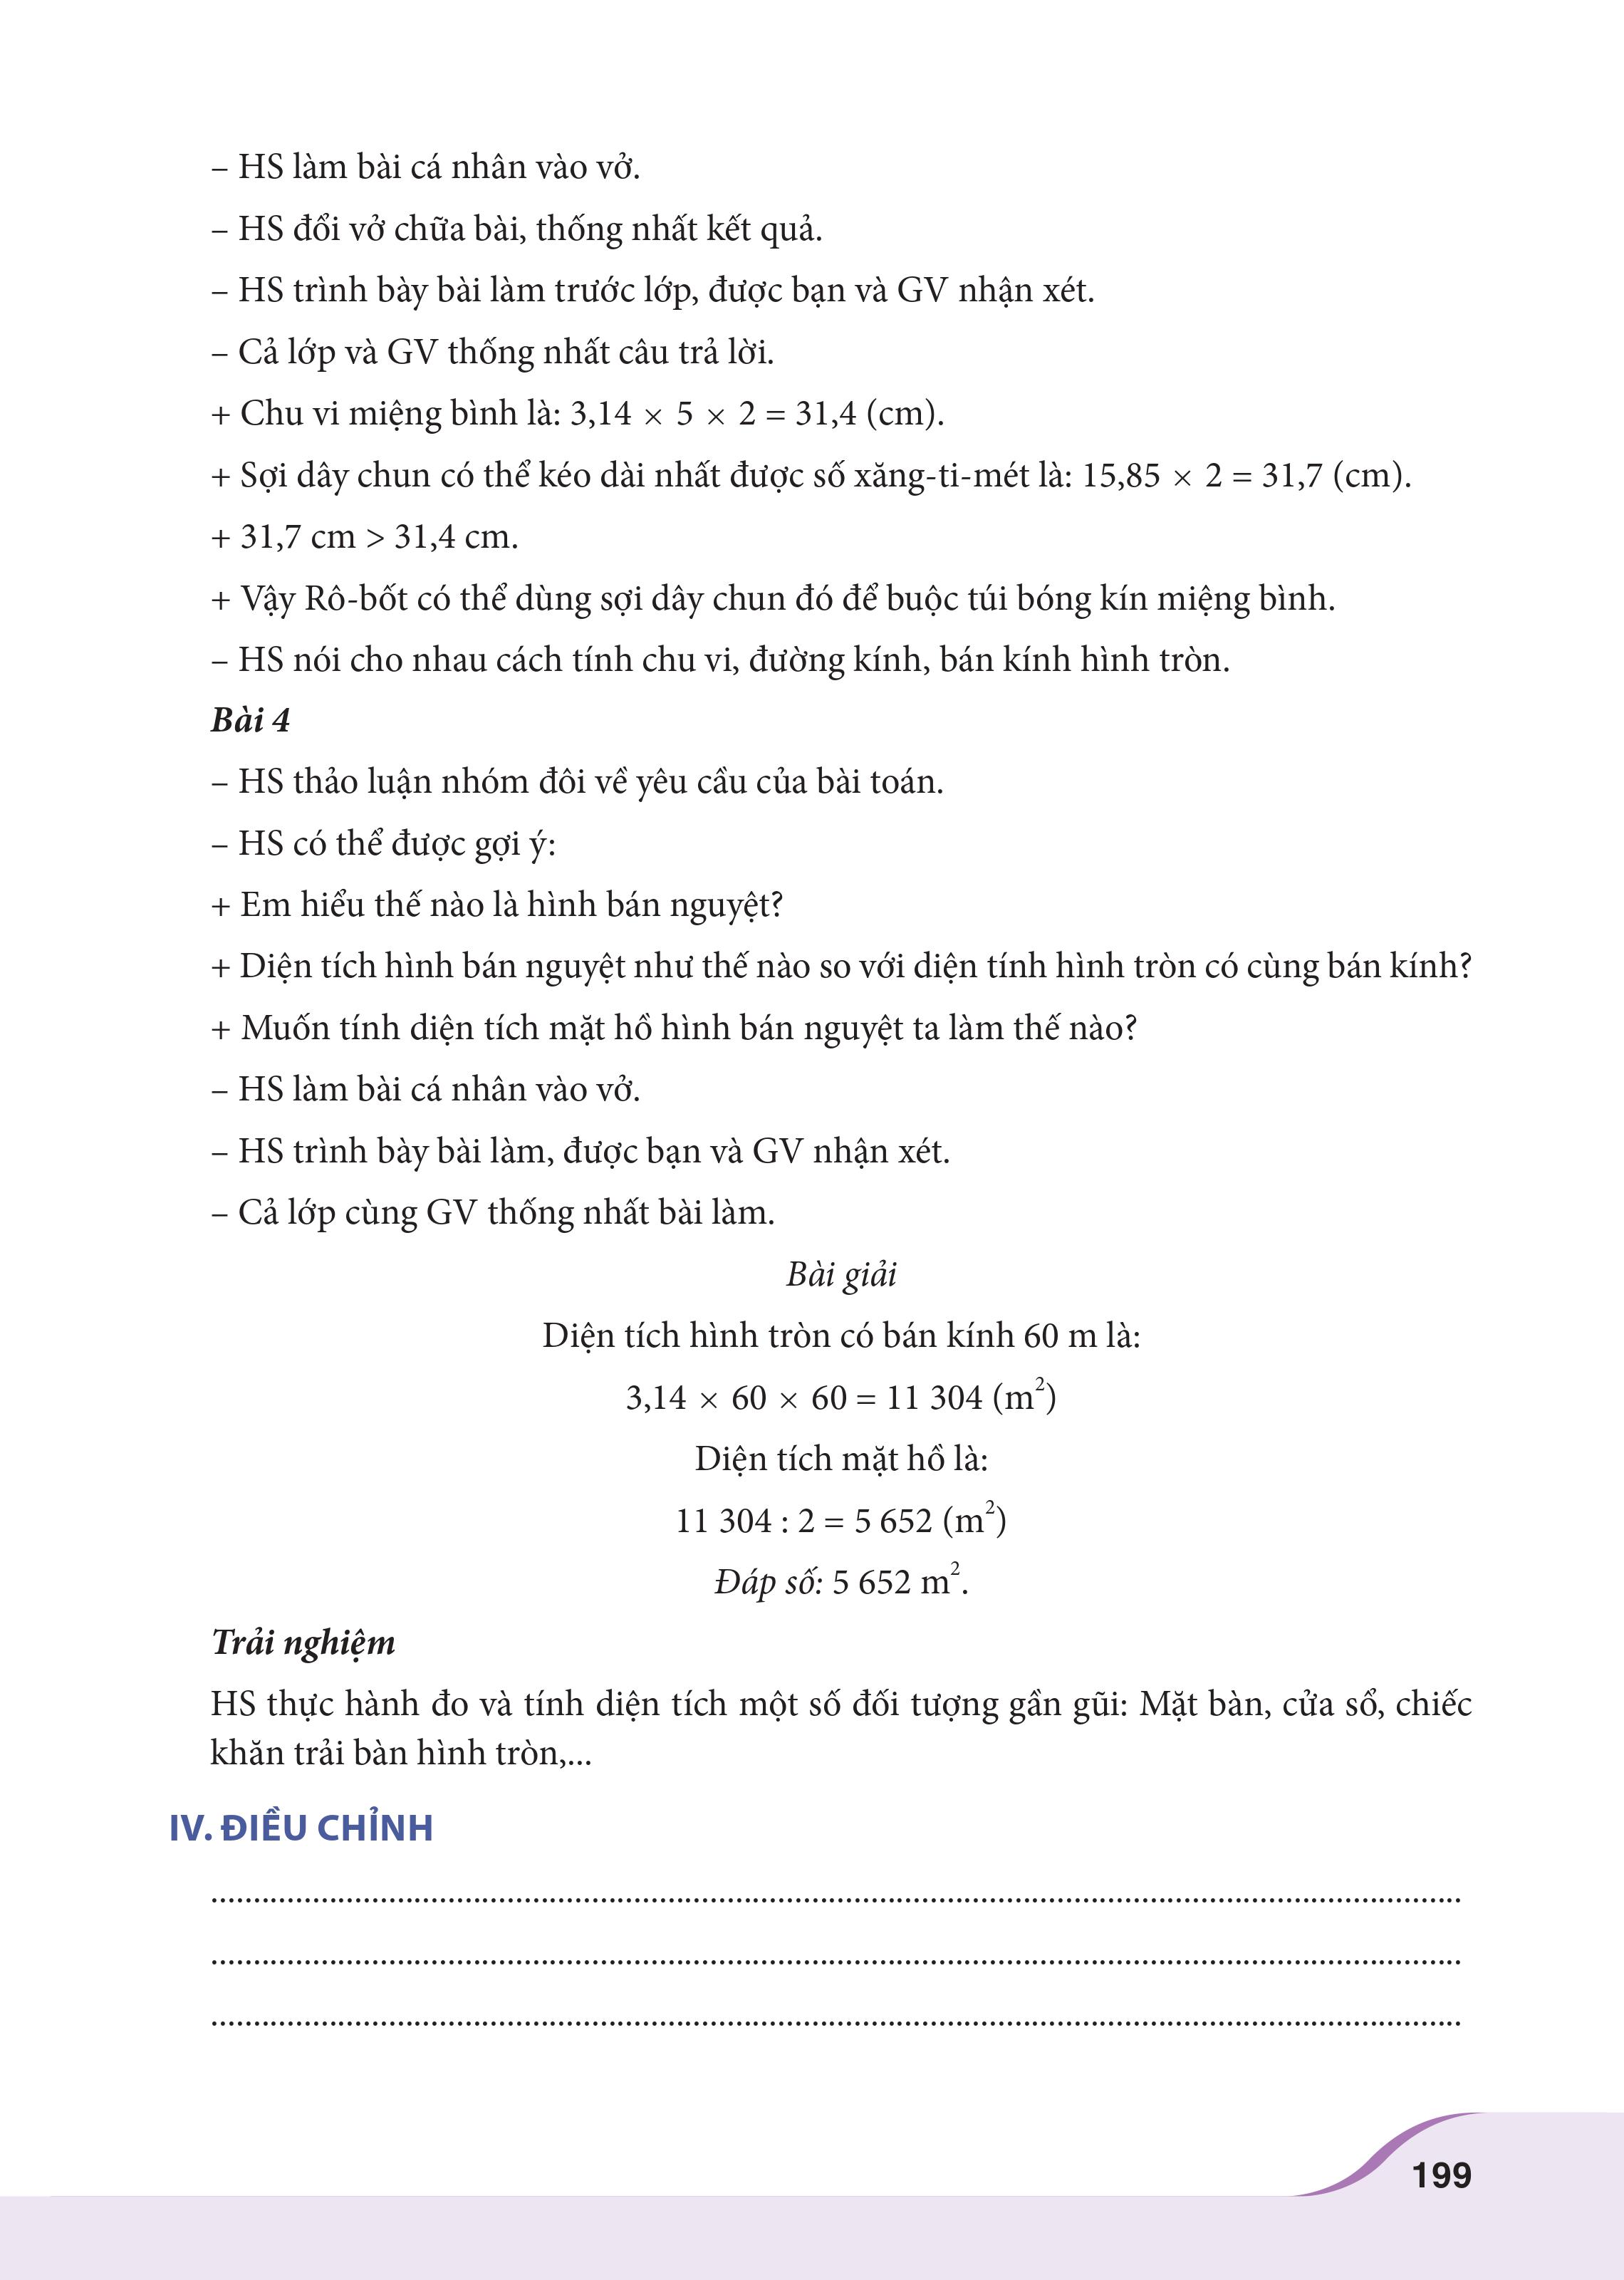 – HS làm bài cá nhân vào vở.
– HS đổi vở chữa bài, thống nhất kết quả.
– HS trình bày bài làm trước lớp, được bạn và GV nhận xét.
– Cả lớp và GV thống nhất câu trả lời.
+ Chu vi miệng bình là: 3,14 × 5 × 2 = 31,4 (cm).
+ Sợi dây chun có thể kéo dài nhất được số xăng-ti-mét là: 15,85 × 2 = 31,7 (cm).
+ 31,7 cm > 31,4 cm.
+ Vậy Rô-bốt có thể dùng sợi dây chun đó để buộc túi bóng kín miệng bình.
– HS nói cho nhau cách tính chu vi, đường kính, bán kính hình tròn.
Bài 4
– HS thảo luận nhóm đôi về yêu cầu của bài toán.
– HS có thể được gợi ý:
+ Em hiểu thế nào là hình bán nguyệt?
+ Diện tích hình bán nguyệt như thế nào so với diện tính hình tròn có cùng bán kính?
+ Muốn tính diện tích mặt hồ hình bán nguyệt ta làm thế nào?
– HS làm bài cá nhân vào vở.
– HS trình bày bài làm, được bạn và GV nhận xét.
– Cả lớp cùng GV thống nhất bài làm.
Bài giải
Diện tích hình tròn có bán kính 60 m là:
3,14 × 60 × 60 = 11 304 (m²)
Diện tích mặt hồ là:
11 304 : 2 = 5 652 (m²)
Đáp số: 5 652 m².
Trải nghiệm
HS thực hành đo và tính diện tích một số đối tượng gần gũi: Mặt bàn, cửa sổ, chiếc
khăn trải bàn hình tròn,...
IV. ĐIỀU CHỈNH
199